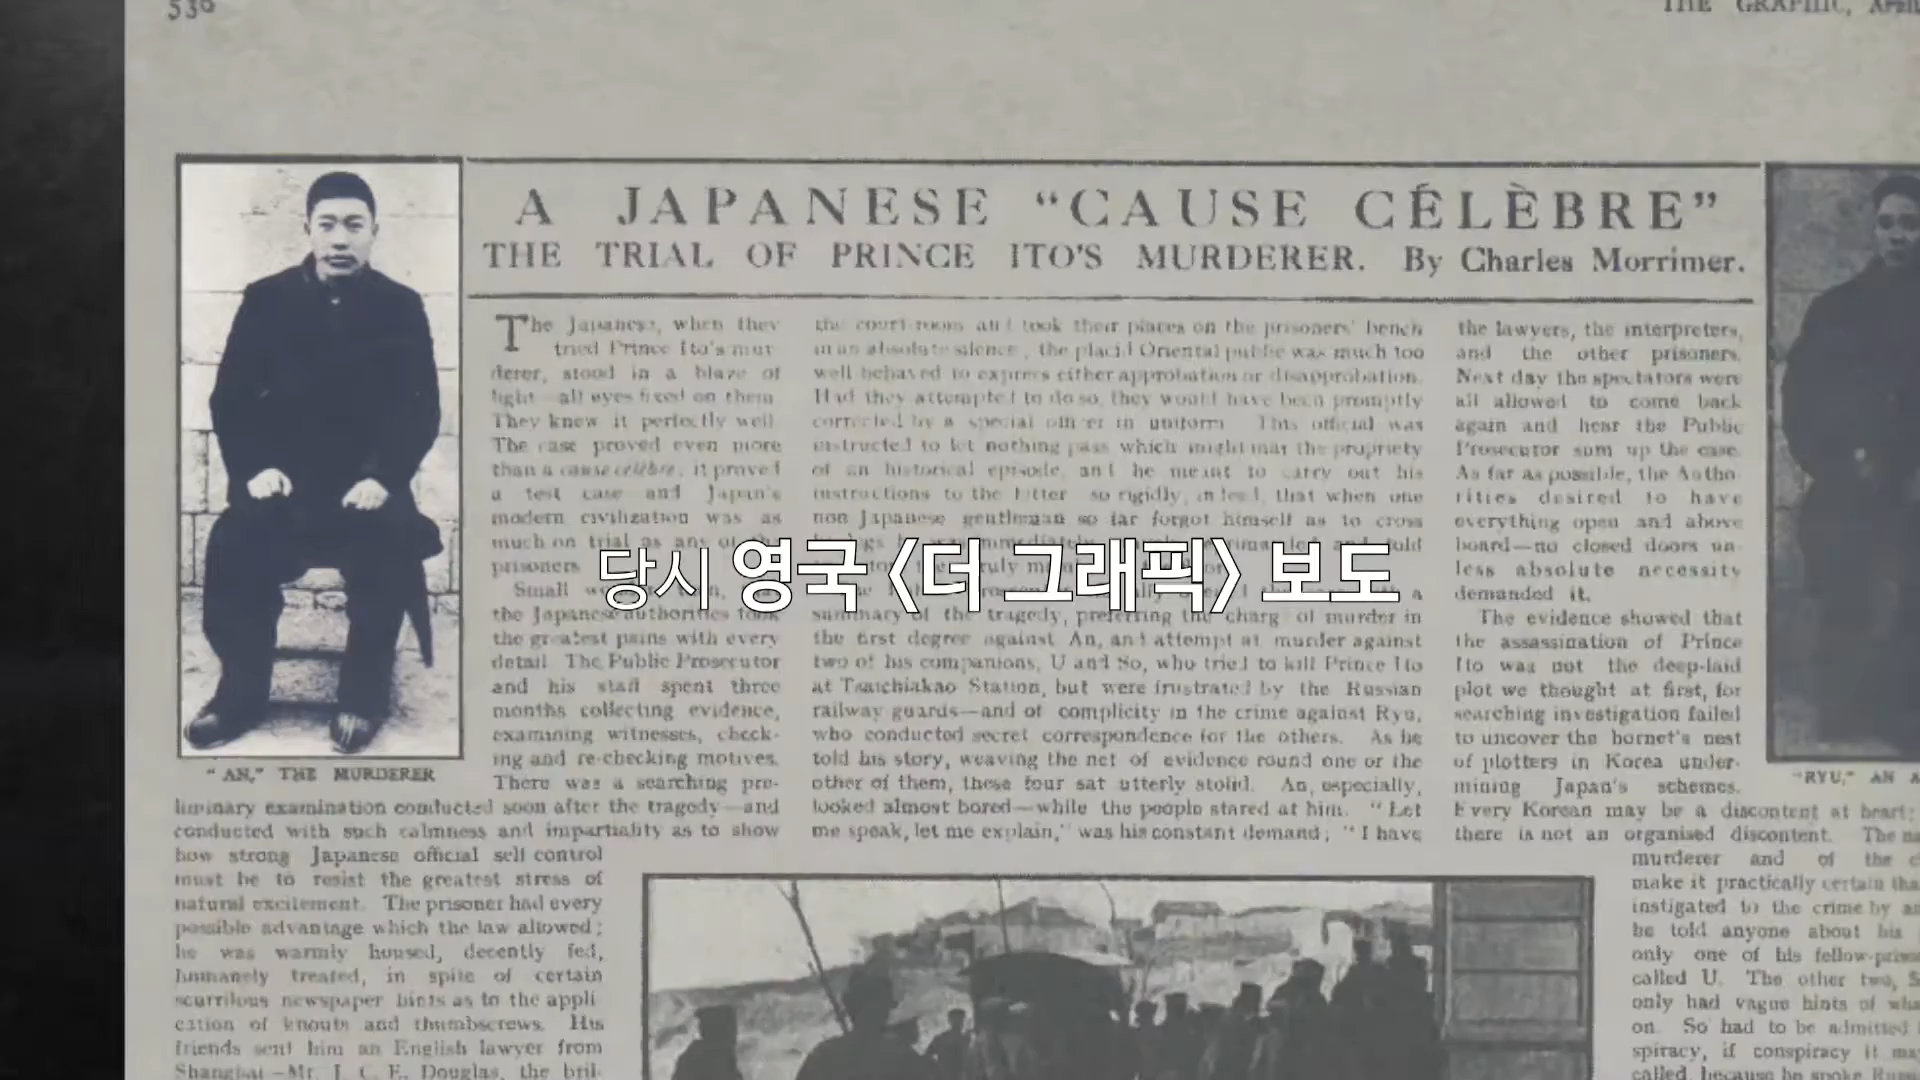 530
THE GRAPHIC, April
A JAPANESE “CAUSE CÉLÈBRE”
THE TRIAL OF PRINCE ITO'S MURDERER. By Charles Morrimer.
The Japanese, when they
tried Prince Ito's mur-
derer, stood in a blaze of
light—all eyes fixed on them.
They knew it perfectly well.
The case proved even more
than a cause célèbre; it proved
a test case and Japan's
modern civilization was as
much on trial as any of the
prisoners
Small
the Japanese authorities took
the greatest pains with every
detail. The Public Prosecutor
and his staff spent three
months collecting evidence,
examining witnesses, check-
ing and re-checking motives.
There was a searching pre-
liminary examination conducted soon after the tragedy—and
conducted with such calmness and impartiality as to show
how strong Japanese official self control
must be to resist the greatest stress of
natural excitement. The prisoner had every
possible advantage which the law allowed;
he was warmly housed, decently fed,
humanely treated, in spite of certain
scurrilous newspaper hints as to the appli-
cation of knouts and thumbscrews. His
friends sent him an English lawyer from
Shanghai—Mr. J. C. E. Douglas, the bril-
the court-room and took their places on the prisoners' bench
in an absolute silence, the placid Oriental public was much too
well behaved to express either approbation or disapprobation.
Had they attempted to do so, they would have been promptly
corrected by a special officer in uniform. This official was
instructed to let nothing pass which might mar the propriety
of an historical episode, and he meant to carry out his
instructions to the letter so rigidly, indeed, that when one
non Japanese gentleman so far forgot himself as to cross
immediately and told
truly
a
summary of the tragedy, preferring the charge of murder in
the first degree against An, and attempt at murder against
two of his companions, U and So, who tried to kill Prince Ito
at Tsaichiakao Station, but were frustrated by the Russian
railway guards—and of complicity in the crime against Ryu,
who conducted secret correspondence for the others. As he
told his story, weaving the net of evidence round one or the
other of them, these four sat utterly stolid. An, especially,
looked almost bored—while the people stared at him. “Let
me speak, let me explain,” was his constant demand; “I have
the lawyers, the interpreters,
and the other prisoners.
Next day the spectators were
all allowed to come back
again and hear the Public
Prosecutor sum up the case.
As far as possible, the Autho-
rities desired to have
everything open and above
board—no closed doors un-
less absolute necessity
demanded it.
The evidence showed that
the assassination of Prince
Ito was not the deep-laid
plot we thought at first, for
searching investigation failed
to uncover the hornet's nest
of plotters in Korea under-
mining Japan's schemes.
Every Korean may be a discontent at heart;
there is not an organised discontent. The
murderer and of the
make it practically certain
instigated to the crime by
he told anyone about his
only one of his
called U. The other two,
only had vague hints of
on. So had to be admitted
spiracy, if conspiracy it
called, because he spoke
“AN,” THE MURDERER
“RYU,” AN
당시 영국 〈더 그래픽〉 보도